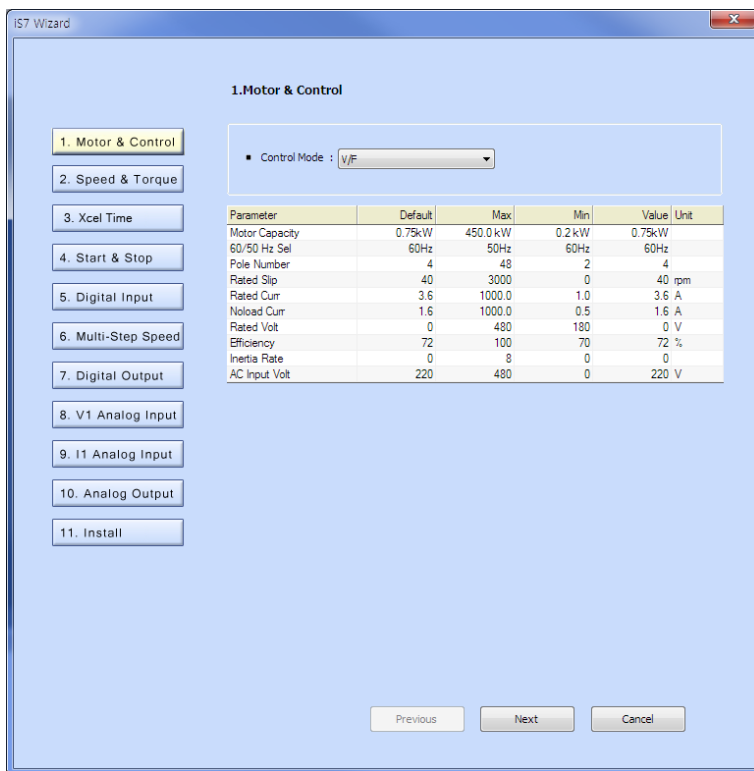 iS7 Wizard
1.Motor & Control
1. Motor & Control
2. Speed & Torque
3. Xcel Time
4. Start & Stop
5. Digital Input
6. Multi-Step Speed
7. Digital Output
8. V1 Analog Input
9. I1 Analog Input
10. Analog Output
11. Install
Control Mode : V/F
Parameter Default Max Min Value Unit
Motor Capacity 0.75kW 450.0 kW 0.2 kW 0.75kW
60/50 Hz Sel 60Hz 50Hz 60Hz 60Hz
Pole Number 4 48 2 4
Rated Slip 40 3000 0 40 rpm
Rated Curr 3.6 1000.0 1.0 3.6 A
Noload Curr 1.6 1000.0 0.5 1.6 A
Rated Volt 0 480 180 0 V
Efficiency 72 100 70 72 %
Inertia Rate 0 8 0 0
AC Input Volt 220 480 0 220 V
Previous Next Cancel